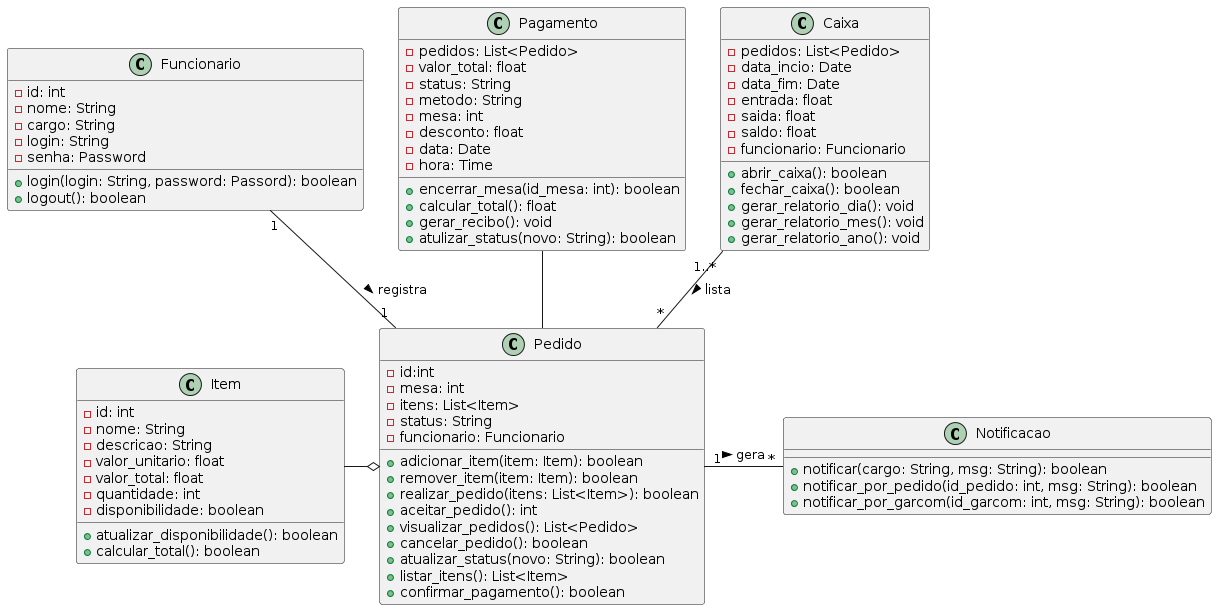 Funcionario
id: int
nome: String
cargo: String
login: String
senha: Password
login(login: String, password: Passord): boolean
logout(): boolean
Pagamento
pedidos: List<Pedido>
valor_total: float
status: String
metodo: String
mesa: int
desconto: float
data: Date
hora: Time
encerrar_mesa(id_mesa: int): boolean
calcular_total(): float
gerar_recibo(): void
atulizar_status(novo: String): boolean
Caixa
pedidos: List<Pedido>
data_incio: Date
data_fim: Date
entrada: float
saida: float
saldo: float
funcionario: Funcionario
abrir_caixa(): boolean
fechar_caixa(): boolean
gerar_relatorio_dia(): void
gerar_relatorio_mes(): void
gerar_relatorio_ano(): void
1
registra
1
1..*
lista
*
Item
id: int
nome: String
descricao: String
valor_unitario: float
valor_total: float
quantidade: int
disponibilidade: boolean
atualizar_disponibilidade(): boolean
calcular_total(): boolean
Pedido
id:int
mesa: int
itens: List<Item>
status: String
funcionario: Funcionario
adicionar_item(item: Item): boolean
remover_item(item: Item): boolean
realizar_pedido(itens: List<Item>): boolean
aceitar_pedido(): int
visualizar_pedidos(): List<Pedido>
cancelar_pedido(): boolean
atualizar_status(novo: String): boolean
listar_itens(): List<Item>
confirmar_pagamento(): boolean
1 gera *
Notificacao
notificar(cargo: String, msg: String): boolean
notificar_por_pedido(id_pedido: int, msg: String): boolean
notificar_por_garcom(id_garcom: int, msg: String): boolean